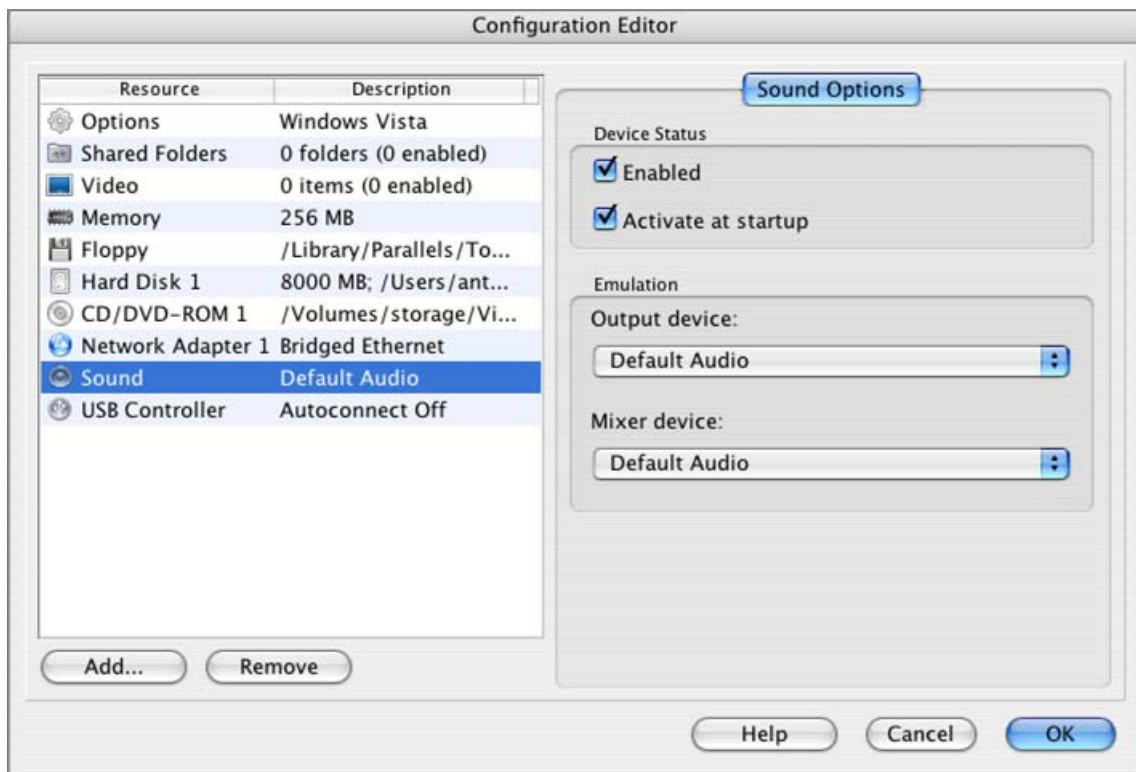 Configuration Editor
Resource Description
Options Windows Vista
Shared Folders 0 folders (0 enabled)
Video 0 items (0 enabled)
Memory 256 MB
Floppy /Library/Parallels/To...
Hard Disk 1 8000 MB; /Users/ant...
CD/DVD-ROM 1 /Volumes/storage/Vi...
Network Adapter 1 Bridged Ethernet
Sound Default Audio
USB Controller Autoconnect Off
Add... Remove
Sound Options
Device Status
Enabled
Activate at startup
Emulation
Output device:
Default Audio
Mixer device:
Default Audio
Help Cancel OK